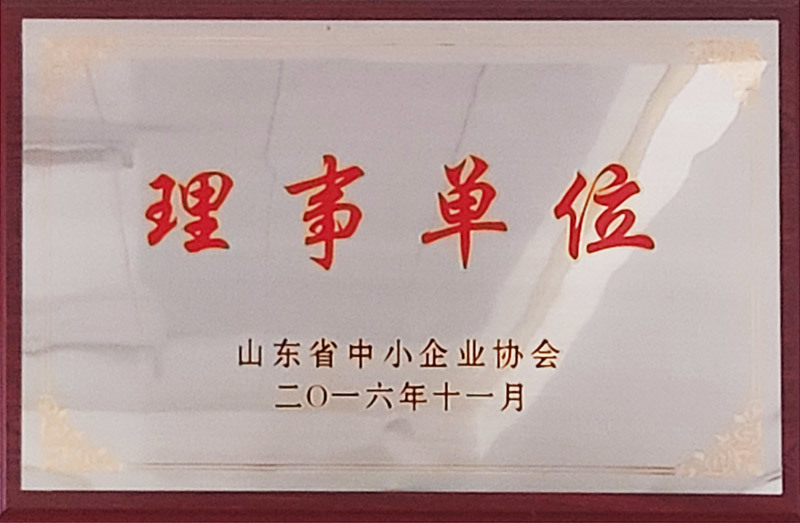 理事单位
山东省中小企业协会
二〇一六年十一月